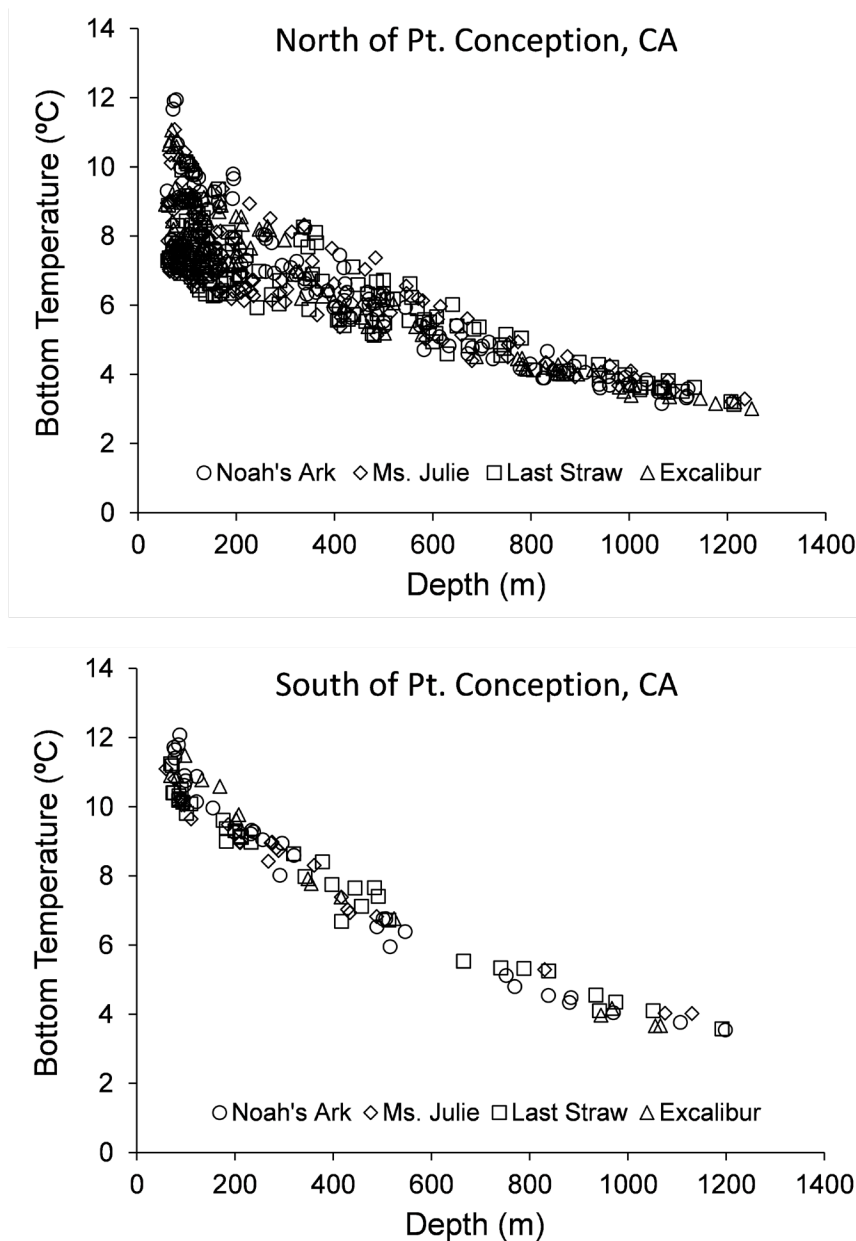 North of Pt. Conception, CA
14
12
10
8
6
4
2
0
Bottom Temperature (ºC)
Noah's Ark Ms. Julie Last Straw Excalibur
0 200 400 600 800 1000 1200 1400
Depth (m)
South of Pt. Conception, CA
14
12
10
8
6
4
2
0
Bottom Temperature (ºC)
Noah's Ark Ms. Julie Last Straw Excalibur
0 200 400 600 800 1000 1200 1400
Depth (m)